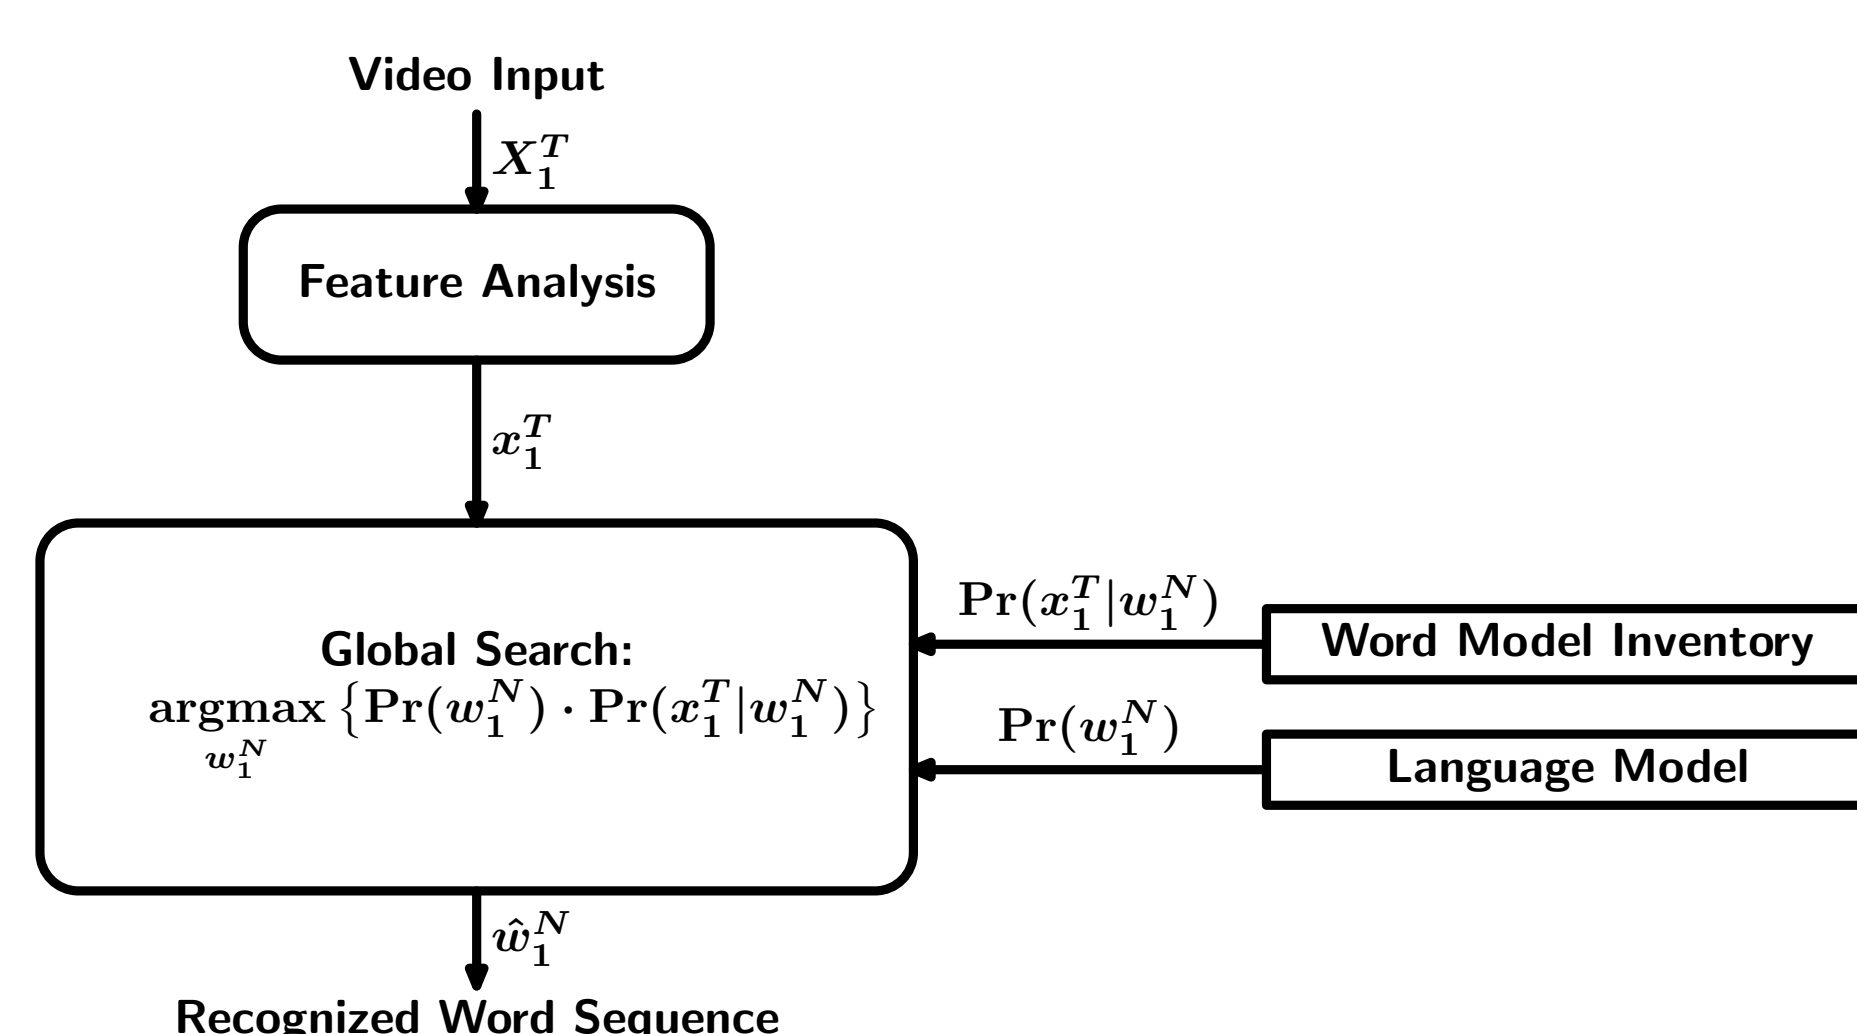 Video Input
X_1^T
Feature Analysis
x_1^T
Pr(x_1^T|w_1^N)
Word Model Inventory
Global Search:
argmax {Pr(w_1^N) · Pr(x_1^T|w_1^N)}
w_1^N
Pr(w_1^N)
Language Model
ŵ_1^N
Recognized Word Sequence